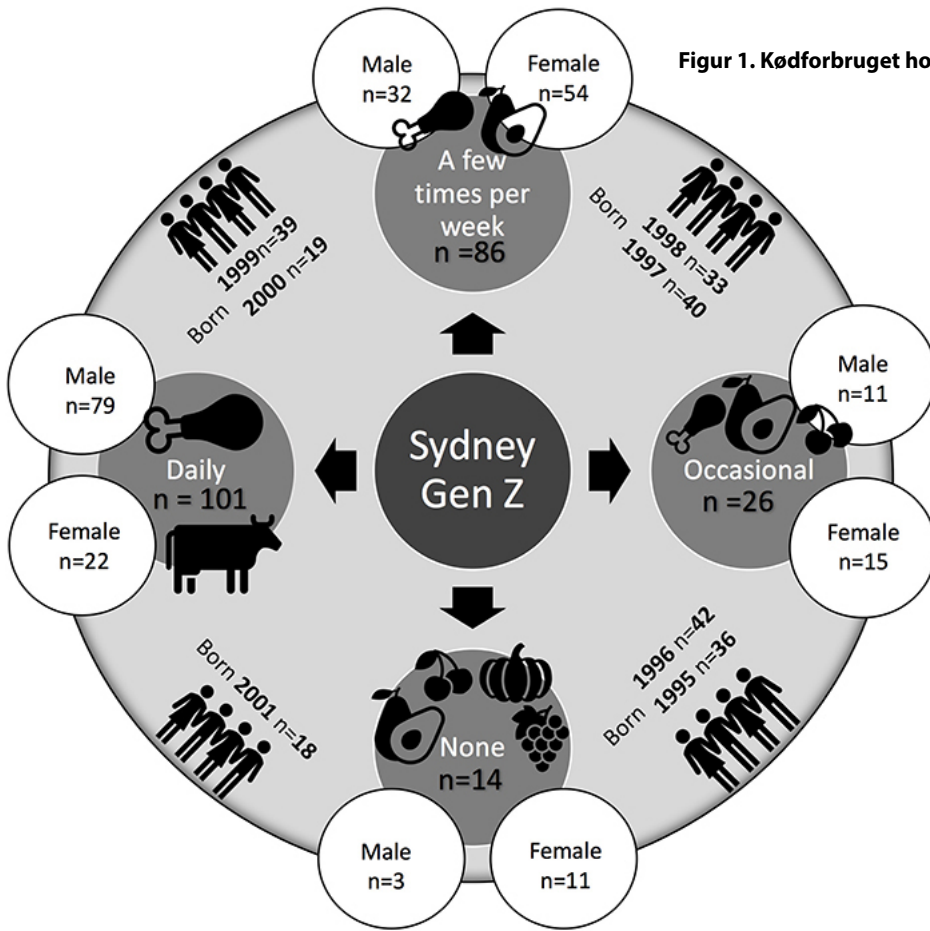 Figur 1. Kødforbruget ho
Male
n=32
Female
n=54
A few
times per
week
n =86
Born 1999n=39
2000 n=19
Born 1998 n=33
1997 n=40
Male
n=79
Daily
n = 101
Female
n=22
Sydney
Gen Z
Male
n=11
Occasional
n =26
Female
n=15
Born 2001 n=18
1996 n=42
Born 1995 n=36
None
n=14
Male
n=3
Female
n=11